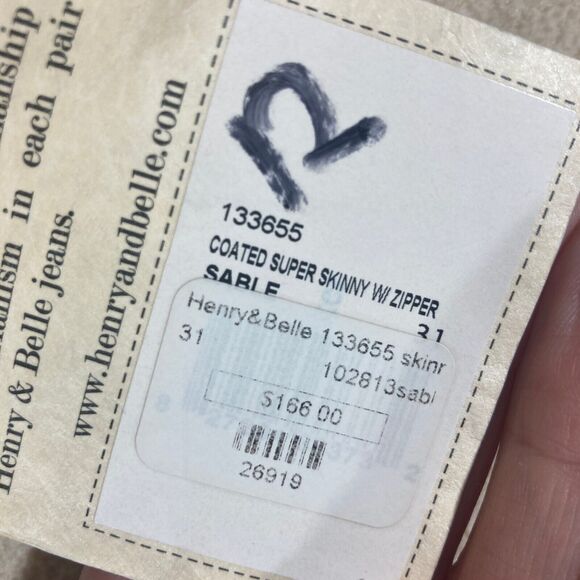 in each pair
Henry & Belle jeans.
www.henryandbelle.com
133655
COATED SUPER SKINNY W/ ZIPPER
SABLE 31
Henry&Belle 133655 skinr
31
102813sabl
$166.00
26919